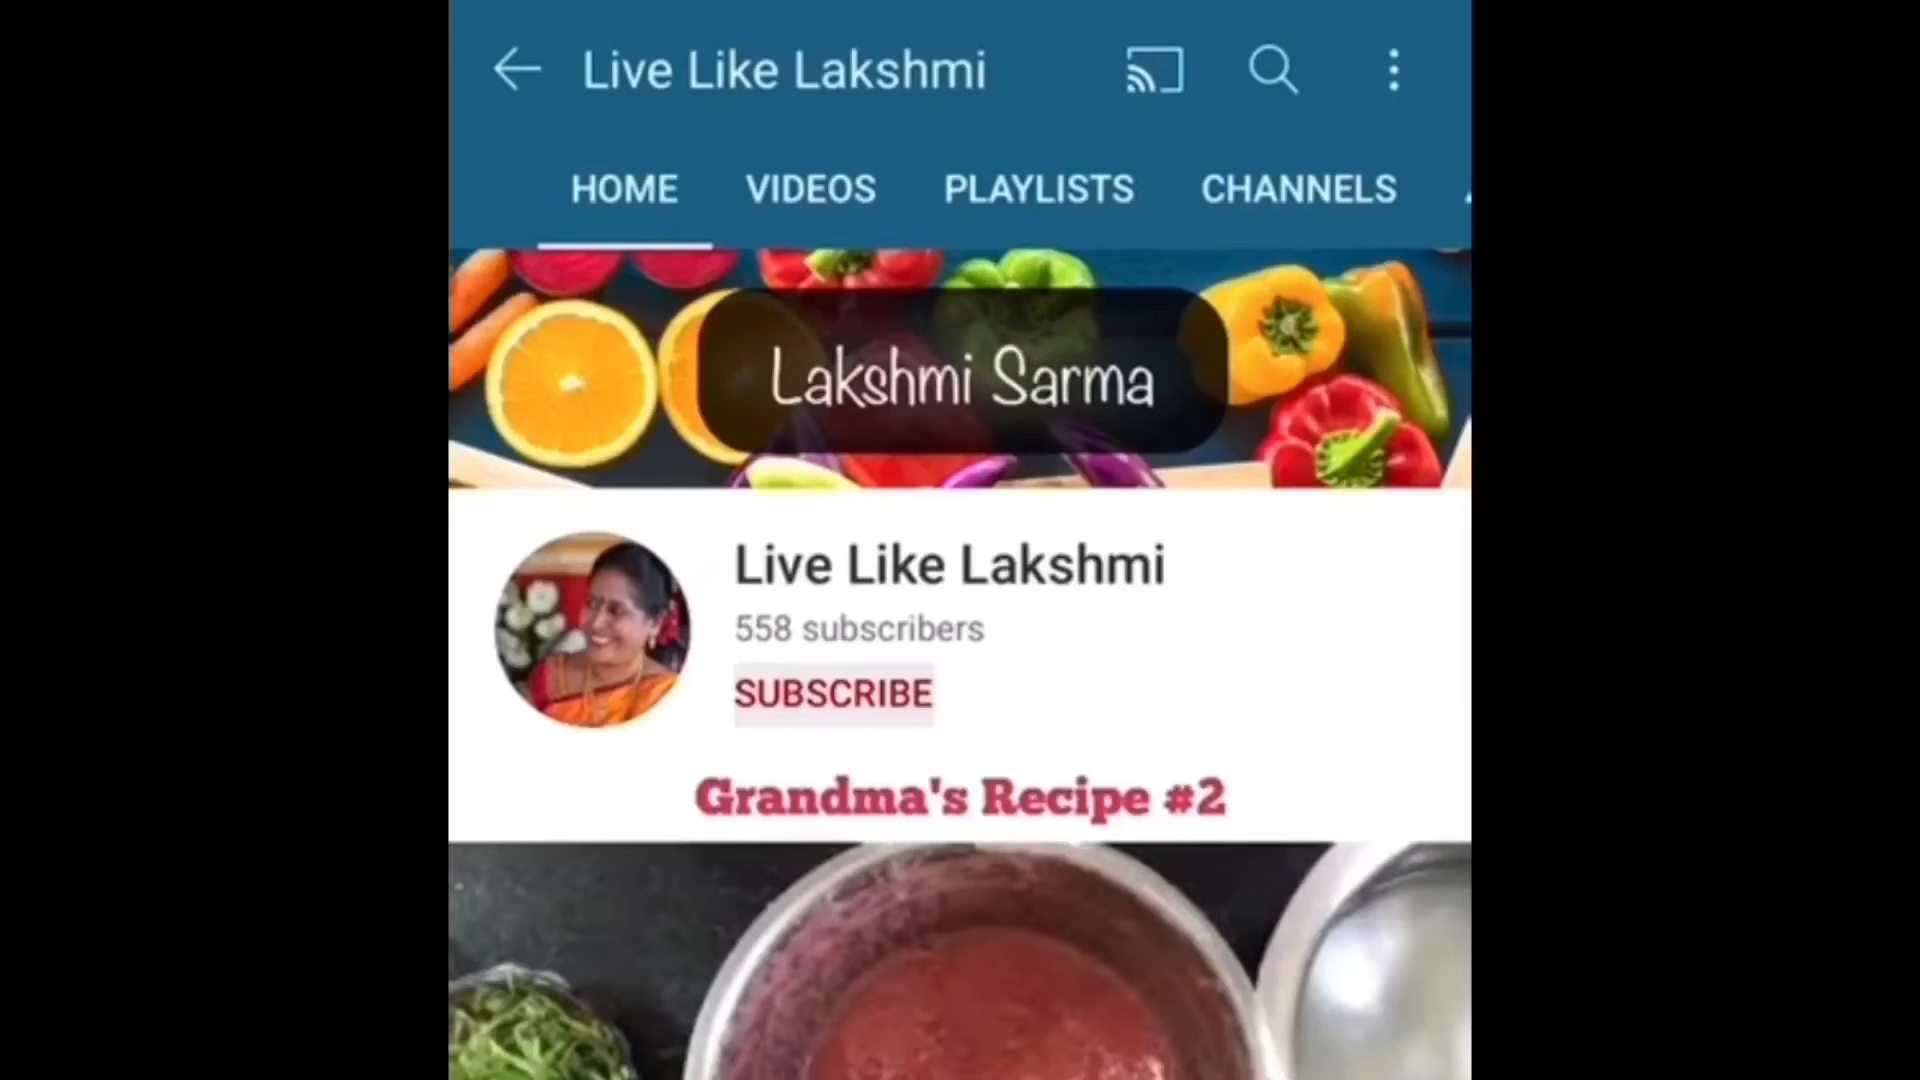 Live Like Lakshmi
HOME VIDEOS PLAYLISTS CHANNELS
Lakshmi Sarma
Live Like Lakshmi
558 subscribers
SUBSCRIBE
Grandma's Recipe #2